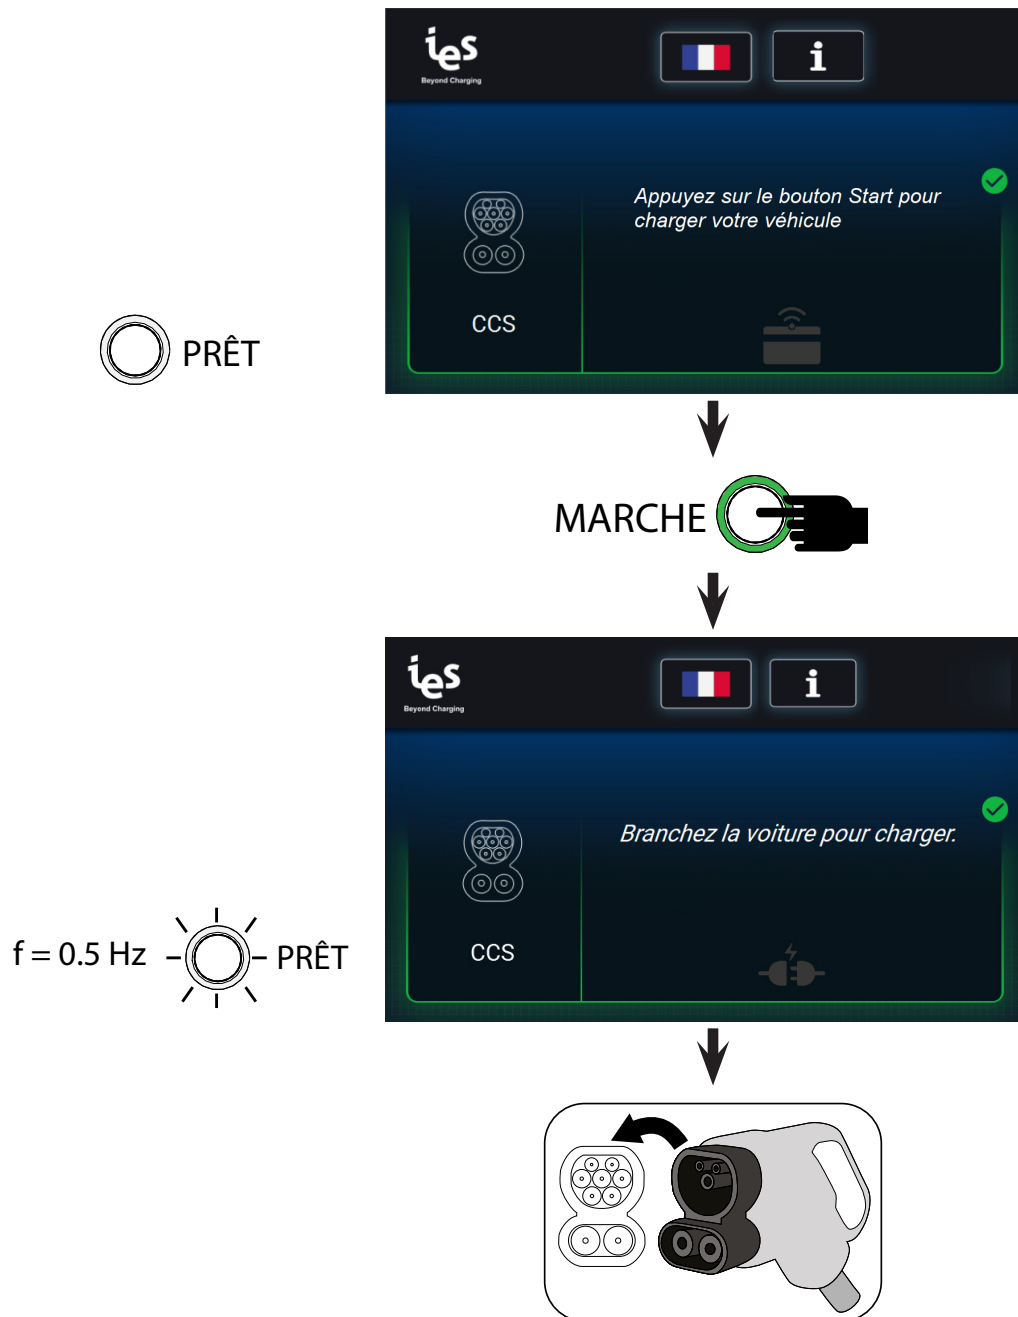 ies
Beyond Charging
i
Appuyez sur le bouton Start pour
charger votre véhicule
CCS
PRÊT
MARCHE
ies
Beyond Charging
i
Branchez la voiture pour charger.
CCS
f = 0.5 Hz
PRÊT